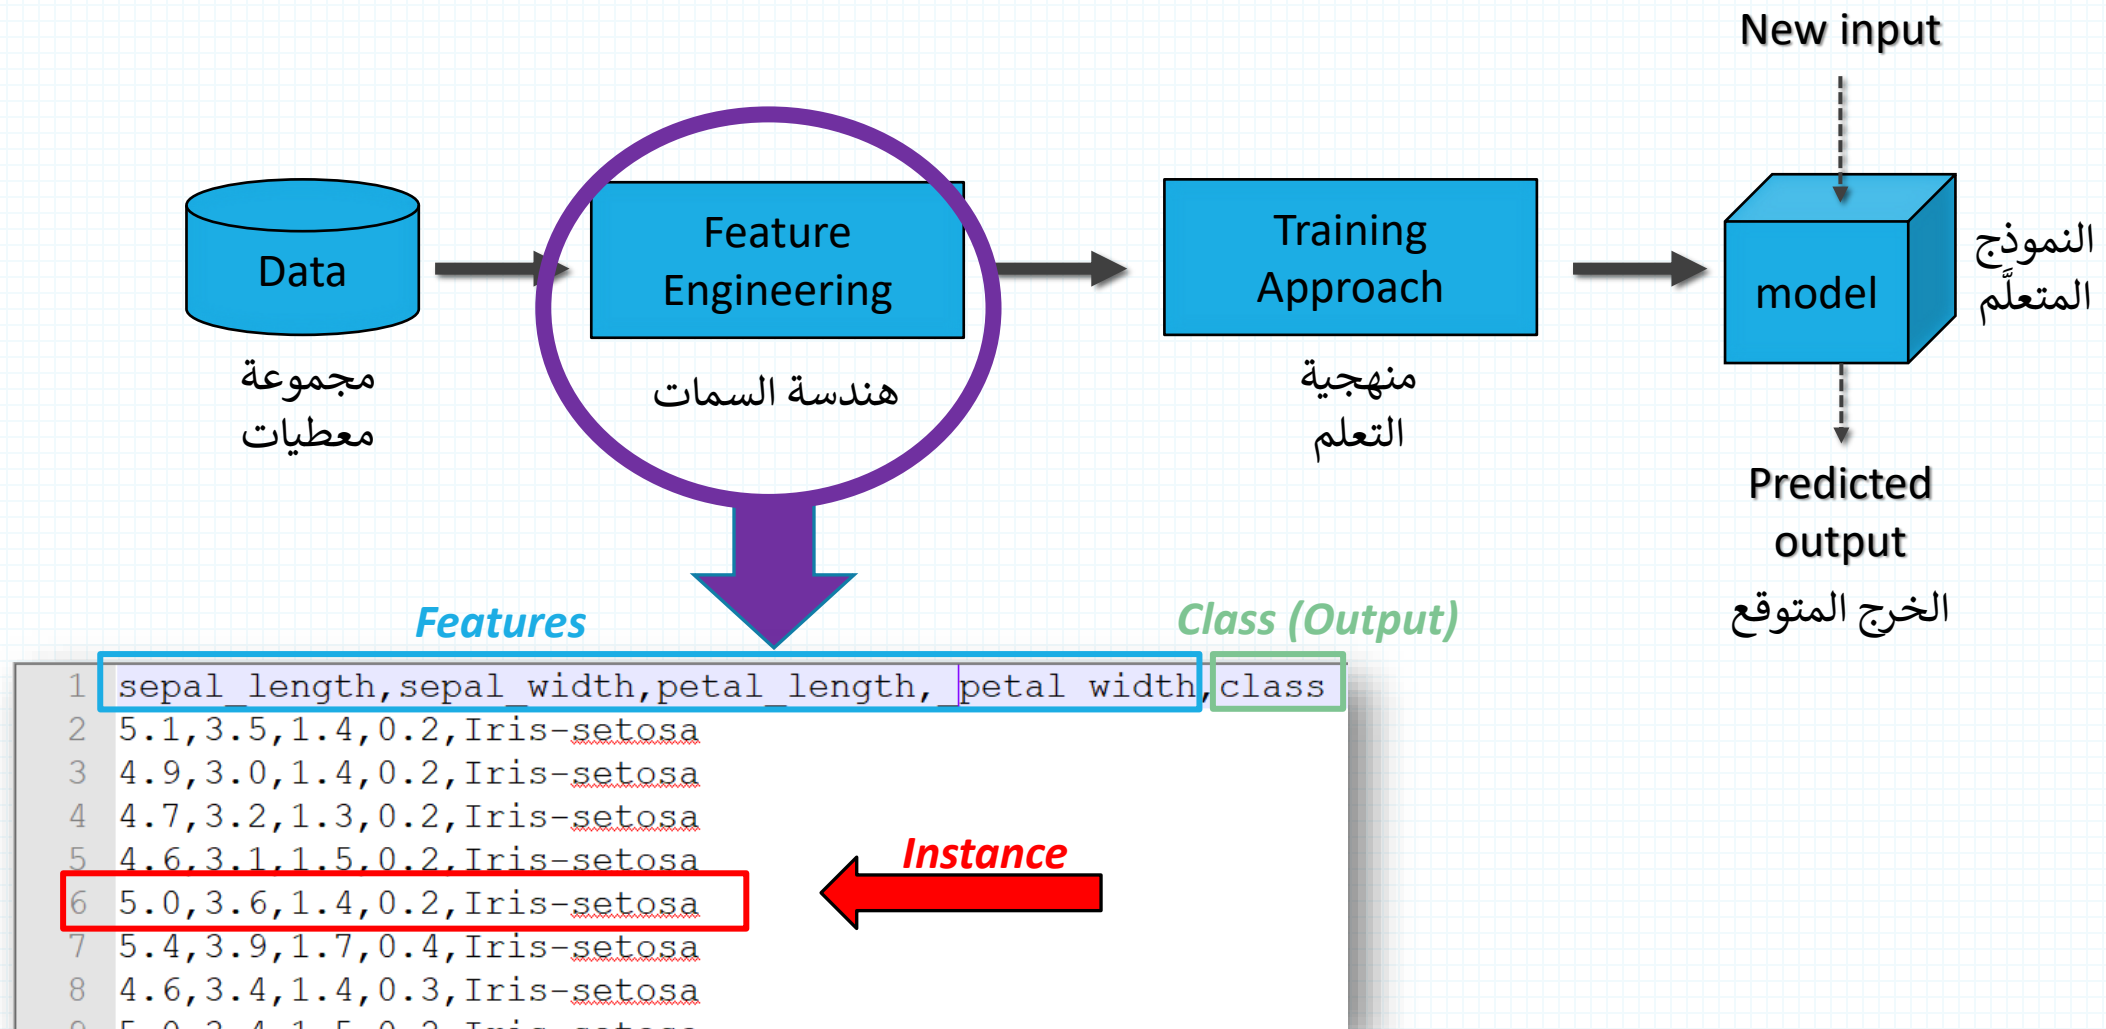 New input
Data
مجموعة
معطيات
Feature
Engineering
هندسة السمات
Training
Approach
منهجية
التعلم
model
النموذج
المتعلَّم
Predicted
output
الخرج المتوقع
Features
Class (Output)
1 sepal_length,sepal_width,petal_length,_petal width,class
2 5.1,3.5,1.4,0.2,Iris-setosa
3 4.9,3.0,1.4,0.2,Iris-setosa
4 4.7,3.2,1.3,0.2,Iris-setosa
5 4.6,3.1,1.5,0.2,Iris-setosa
Instance
6 5.0,3.6,1.4,0.2,Iris-setosa
7 5.4,3.9,1.7,0.4,Iris-setosa
8 4.6,3.4,1.4,0.3,Iris-setosa